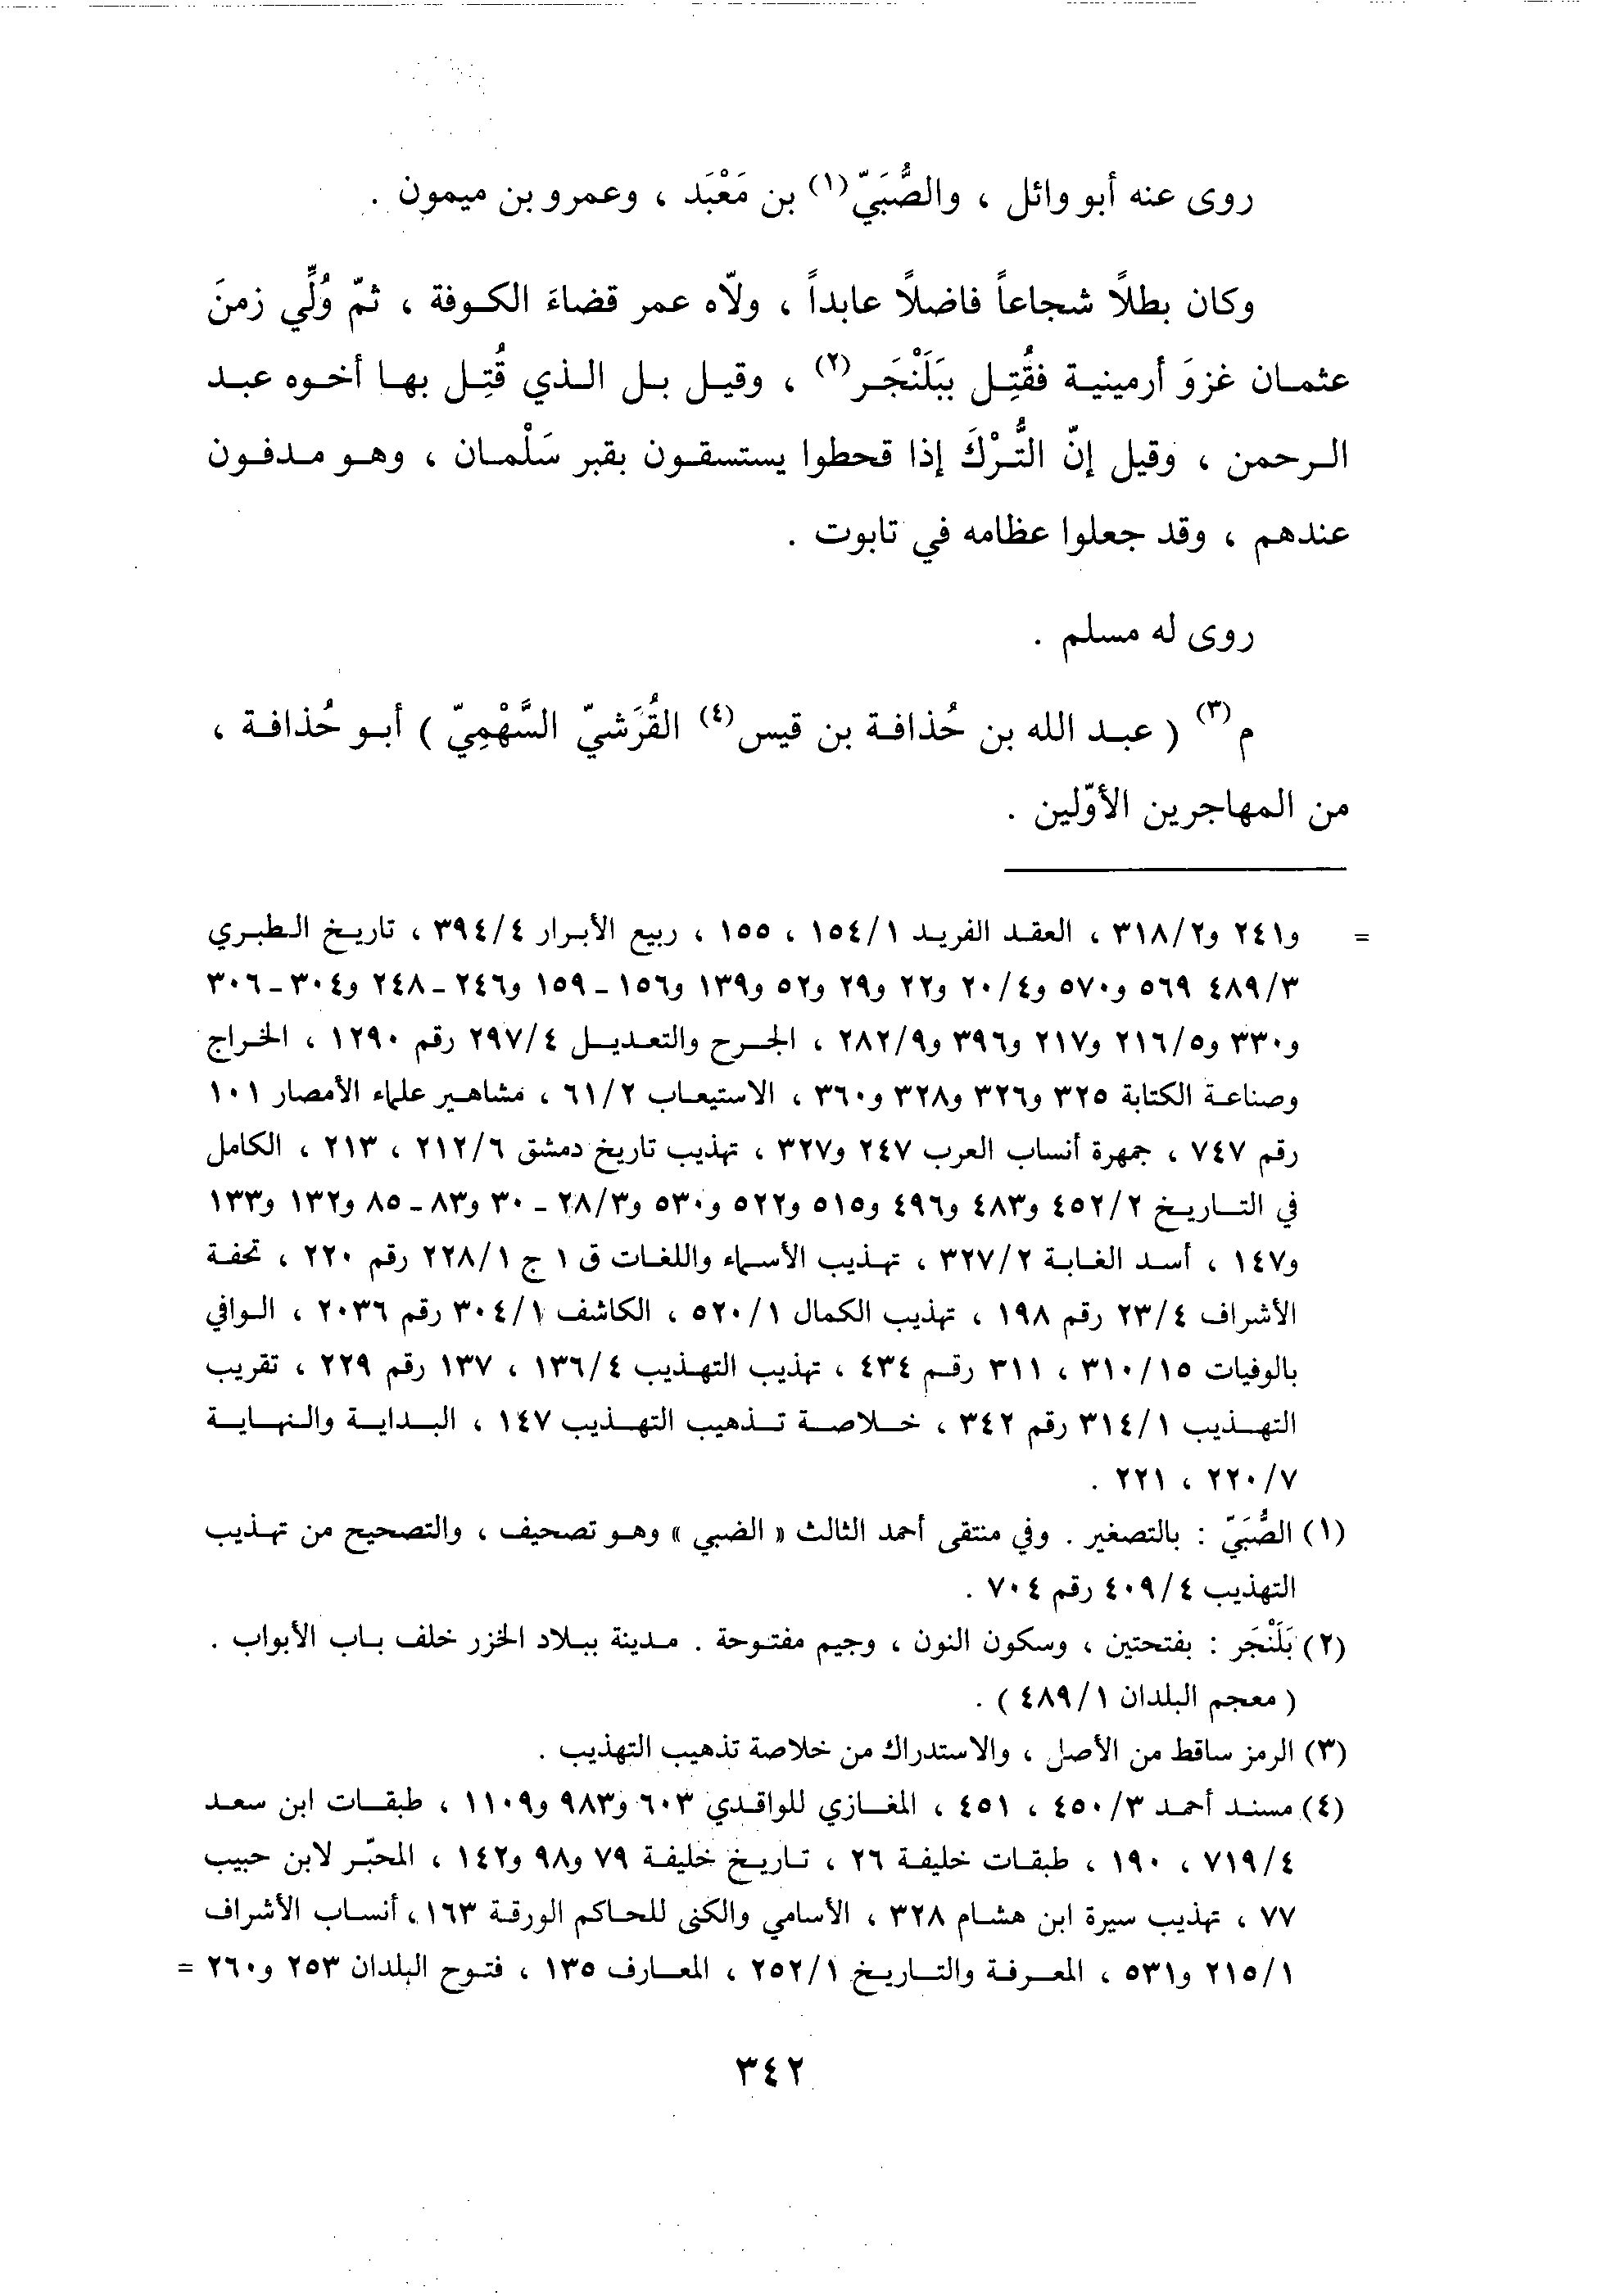 روى عنه أبو وائل ، والصُّبَيّ(١) بن مَعْبَد ، وعمرو بن ميمون .
وكان بطلاً شجاعاً فاضلاً عابداً ، ولاّه عمر قضاءَ الكوفة ، ثمّ وُلِّي زمنَ
عثمان غزوَ أرمينية فقُتِل ببَلَنْجَر(٢) ، وقيل بل الذي قُتِل بها أخوه عبد
الرحمن ، وقيل إنّ التُّرْكَ إذا قحطوا يستسقون بقبر سَلْمان ، وهو مدفون
عندهم ، وقد جعلوا عظامه في تابوت .
روى له مسلم .
م(٣) ( عبد الله بن حُذافة بن قيس(٤) القُرَشيّ السَّهْمِيّ ) أبو حُذافة ،
من المهاجرين الأوّلين .
= و٢٤١ و٣١٨/٢ ، العقد الفريد ١٥٤/١ ، ١٥٥ ، ربيع الأبرار ٣٩٤/٤ ، تاريخ الطبري
٤٨٩/٣ ٥٦٩ و٥٧٠ و٢٠/٤ و٢٢ و٢٩ و٥٢ و١٣٩ و١٥٦ - ١٥٩ و٢٤٦ - ٢٤٨ و٣٠٤ - ٣٠٦
و٣٣٠ و٢١٦/٥ و٢١٧ و٣٩٦ و٢٨٢/٩ ، الجرح والتعديل ٢٩٧/٤ رقم ١٢٩٠ ، الخراج
وصناعة الكتابة ٣٢٥ و٣٢٦ و٣٢٨ و٣٦٠ ، الاستيعاب ٦١/٢ ، مشاهير علماء الأمصار ١٠١
رقم ٧٤٧ ، جمهرة أنساب العرب ٢٤٧ و٣٢٧ ، تهذيب تاريخ دمشق ٢١٢/٦ ، ٢١٣ ، الكامل
في التاريخ ٤٥٢/٢ و٤٨٣ و٤٩٦ و٥١٥ و٥٢٢ و٥٣٠ و٢٨/٣ - ٣٠ و٨٣ - ٨٥ و١٣٢ و١٣٣
و١٤٧ ، أسد الغابة ٣٢٧/٢ ، تهذيب الأسماء واللغات ق ١ ج ٢٢٨/١ رقم ٢٢٠ ، تحفة
الأشراف ٢٣/٤ رقم ١٩٨ ، تهذيب الكمال ٥٢٠/١ ، الكاشف ٣٠٤/١ رقم ٢٠٣٦ ، الوافي
بالوفيات ٣١٠/١٥ ، ٣١١ رقم ٤٣٤ ، تهذيب التهذيب ١٣٦/٤ ، ١٣٧ رقم ٢٢٩ ، تقريب
التهذيب ٣١٤/١ رقم ٣٤٢ ، خلاصة تذهيب التهذيب ١٤٧ ، البداية والنهاية
٢٢٠/٧ ، ٢٢١ .
(١) الصُّبَيّ : بالتصغير . وفي منتقى أحمد الثالث « الضبي » وهو تصحيف ، والتصحيح من تهذيب
التهذيب ٤٠٩/٤ رقم ٧٠٤ .
(٢) بَلَنْجَر : بفتحتين ، وسكون النون ، وجيم مفتوحة . مدينة ببلاد الخزر خلف باب الأبواب .
( معجم البلدان ٤٨٩/١ ) .
(٣) الرمز ساقط من الأصل ، والاستدراك من خلاصة تذهيب التهذيب .
(٤) مسند أحمد ٤٥٠/٣ ، ٤٥١ ، المغازي للواقدي ٦٠٣ و٩٨٣ و١١٠٩ ، طبقات ابن سعد
٧١٩/٤ ، ١٩٠ ، طبقات خليفة ٢٦ ، تاريخ خليفة ٧٩ و٩٨ و١٤٢ ، المحبّر لابن حبيب
٧٧ ، تهذيب سيرة ابن هشام ٣٢٨ ، الأسامي والكنى للحاكم الورقة ١٦٣ ، أنساب الأشراف
٢١٥/١ و٥٣١ ، المعرفة والتاريخ ٢٥٢/١ ، المعارف ١٣٥ ، فتوح البلدان ٢٥٣ و٢٦٠ =
٣٤٢